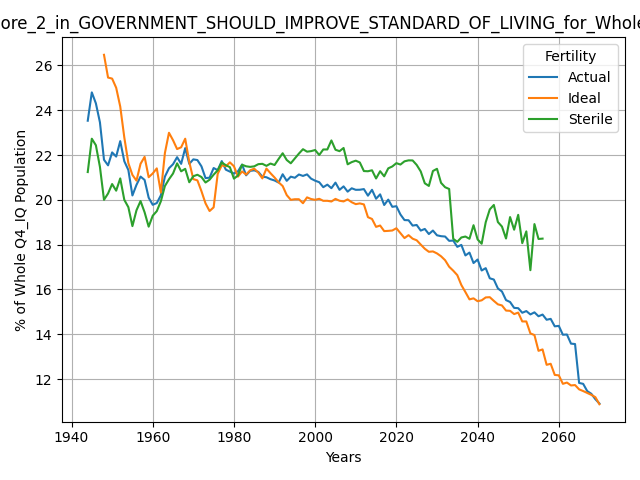 ore_2_in_GOVERNMENT_SHOULD_IMPROVE_STANDARD_OF_LIVING_for_Whole
Fertility
Actual
Ideal
Sterile
% of Whole Q4_IQ Population
26
24
22
20
18
16
14
12
1940 1960 1980 2000 2020 2040 2060
Years